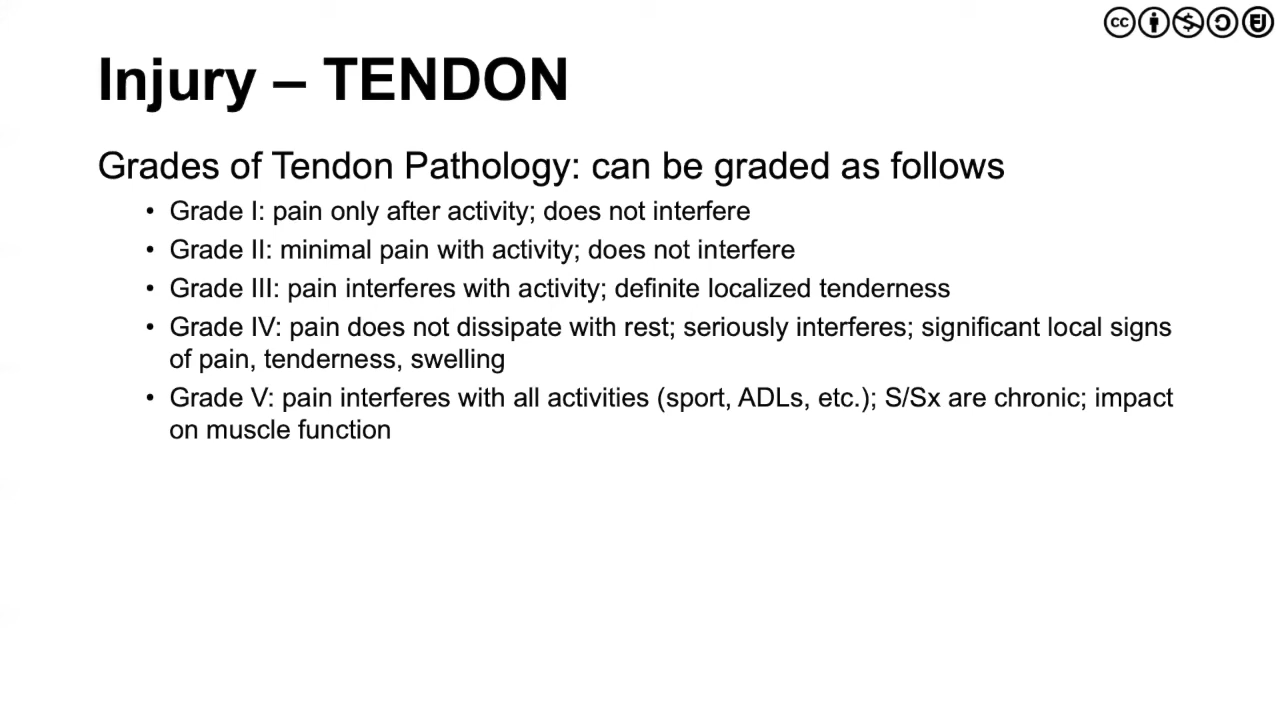 Injury – TENDON
Grades of Tendon Pathology: can be graded as follows
• Grade I: pain only after activity; does not interfere
• Grade II: minimal pain with activity; does not interfere
• Grade III: pain interferes with activity; definite localized tenderness
• Grade IV: pain does not dissipate with rest; seriously interferes; significant local signs
of pain, tenderness, swelling
• Grade V: pain interferes with all activities (sport, ADLs, etc.); S/Sx are chronic; impact
on muscle function